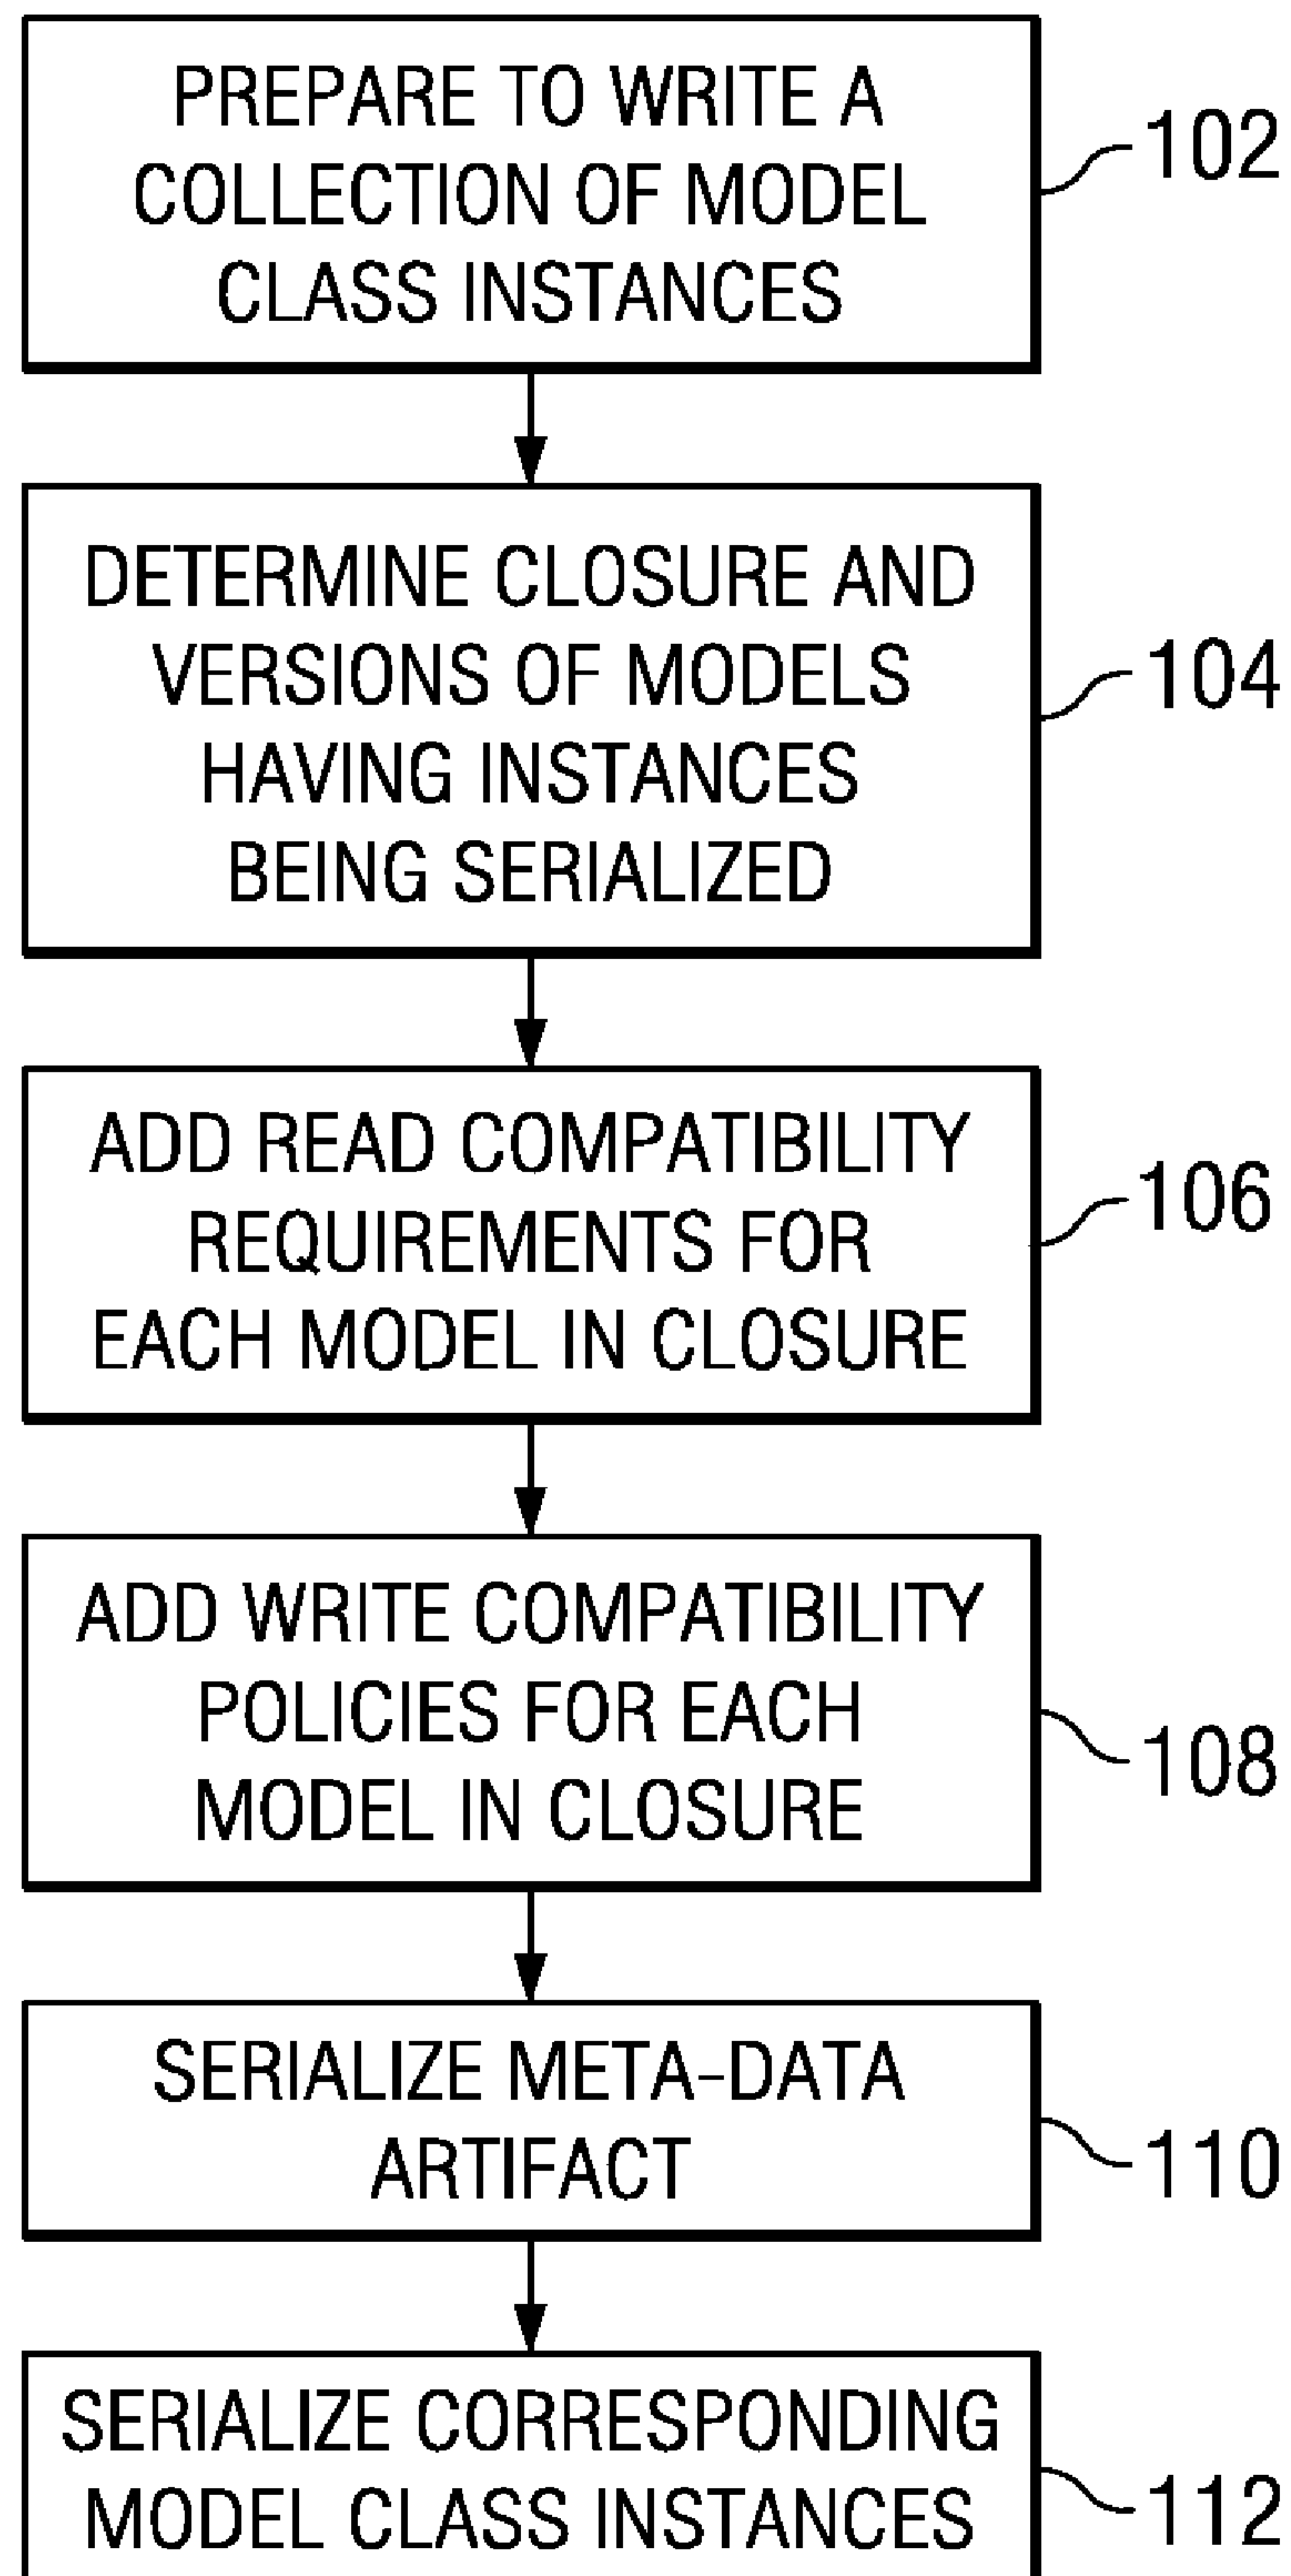 PREPARE TO WRITE A
COLLECTION OF MODEL
CLASS INSTANCES
102
DETERMINE CLOSURE AND
VERSIONS OF MODELS
HAVING INSTANCES
BEING SERIALIZED
104
ADD READ COMPATIBILITY
REQUIREMENTS FOR
EACH MODEL IN CLOSURE
106
ADD WRITE COMPATIBILITY
POLICIES FOR EACH
MODEL IN CLOSURE
108
SERIALIZE META-DATA
ARTIFACT
110
SERIALIZE CORRESPONDING
MODEL CLASS INSTANCES
112